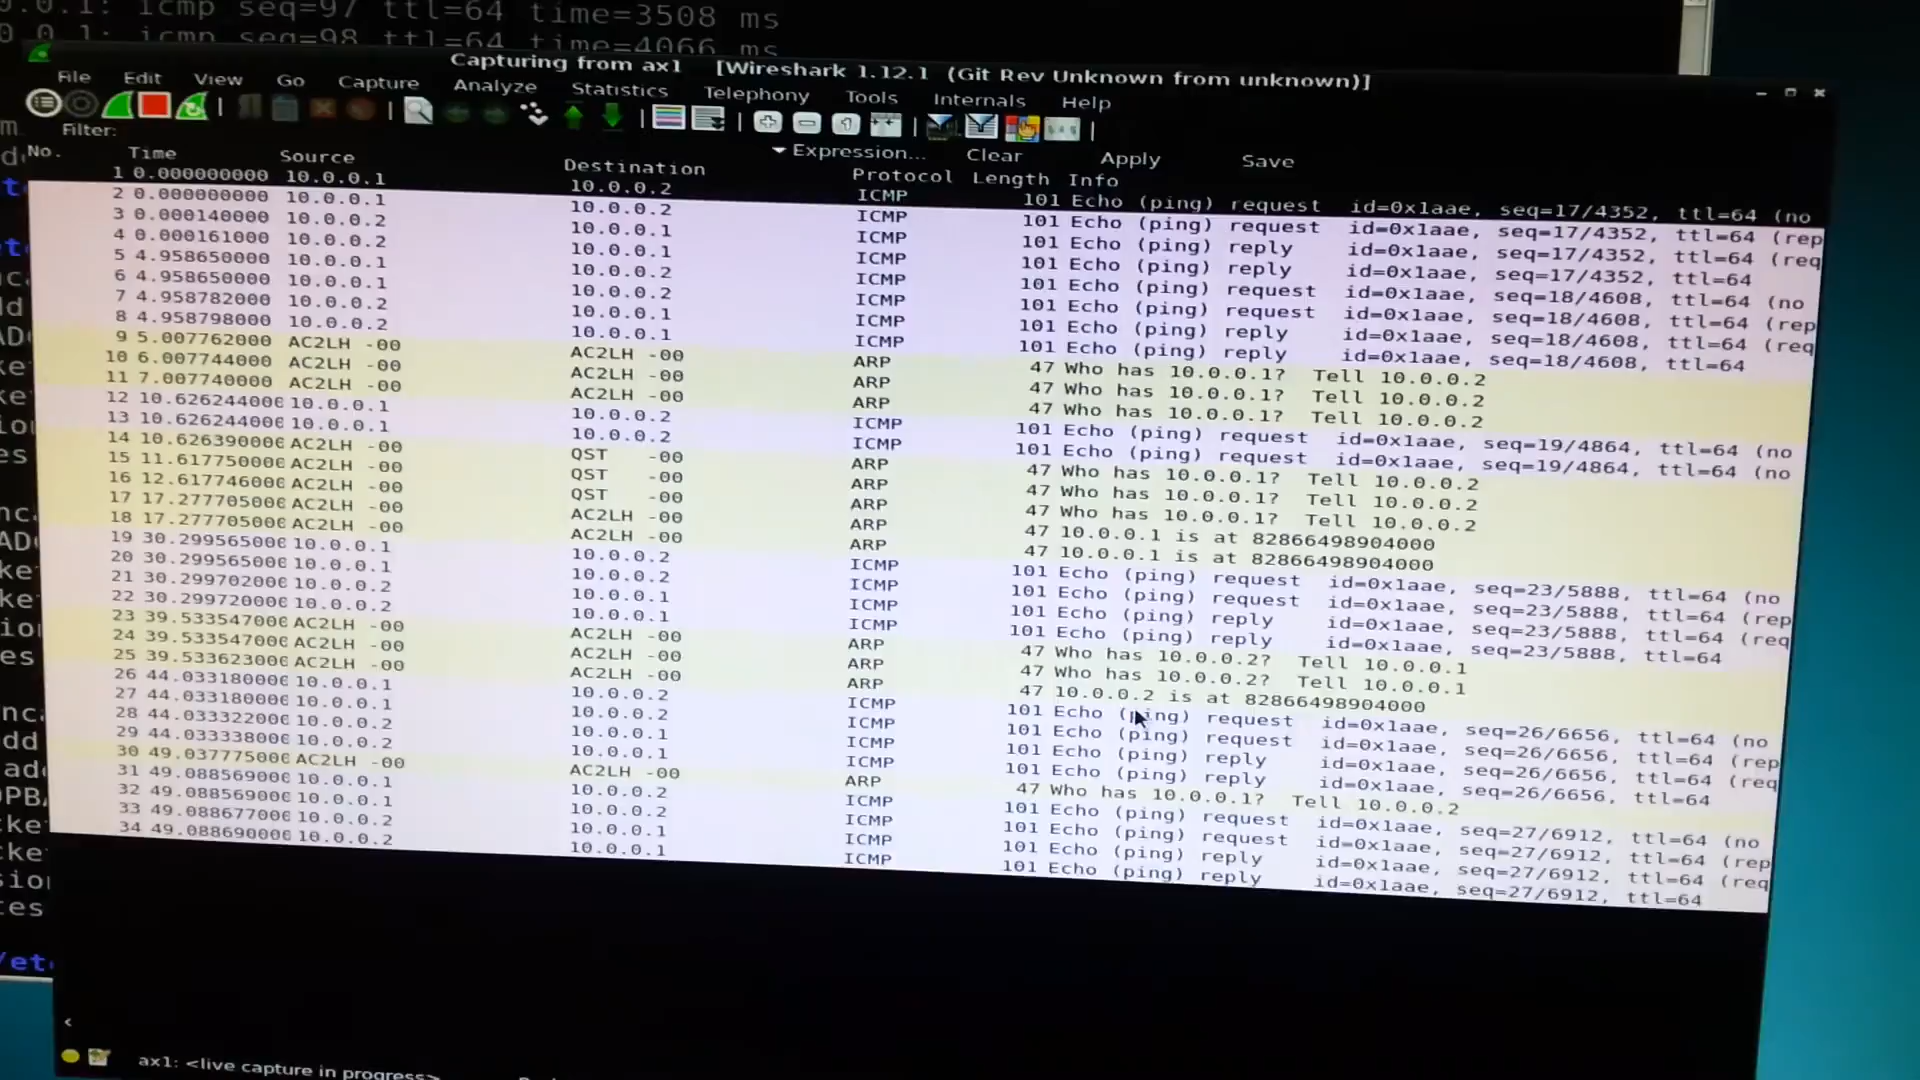 0.0.1: icmp seq=97 ttl=64 time=3508 ms
0.0.1: icmp seq=98 ttl=64 time=4066 ms
Capturing from ax1 [Wireshark 1.12.1 (Git Rev Unknown from unknown)]
File Edit View Go Capture Analyze Statistics Telephony Tools Internals Help
Filter: Expression... Clear Apply Save
No. Time Source Destination Protocol Length Info
1 0.000000000 10.0.0.1 10.0.0.2 ICMP 101 Echo (ping) request id=0x1aae, seq=17/4352, ttl=64 (no
2 0.000000000 10.0.0.1 10.0.0.2 ICMP 101 Echo (ping) request id=0x1aae, seq=17/4352, ttl=64 (rep
3 0.000140000 10.0.0.2 10.0.0.1 ICMP 101 Echo (ping) reply id=0x1aae, seq=17/4352, ttl=64 (req
4 0.000161000 10.0.0.2 10.0.0.1 ICMP 101 Echo (ping) reply id=0x1aae, seq=17/4352, ttl=64
5 4.958650000 10.0.0.1 10.0.0.2 ICMP 101 Echo (ping) request id=0x1aae, seq=18/4608, ttl=64 (no
6 4.958650000 10.0.0.1 10.0.0.2 ICMP 101 Echo (ping) request id=0x1aae, seq=18/4608, ttl=64 (rep
7 4.958782000 10.0.0.2 10.0.0.1 ICMP 101 Echo (ping) reply id=0x1aae, seq=18/4608, ttl=64 (req
8 4.958798000 10.0.0.2 10.0.0.1 ICMP 101 Echo (ping) reply id=0x1aae, seq=18/4608, ttl=64
9 5.007762000 AC2LH -00 AC2LH -00 ARP 47 Who has 10.0.0.1? Tell 10.0.0.2
10 6.007744000 AC2LH -00 AC2LH -00 ARP 47 Who has 10.0.0.1? Tell 10.0.0.2
11 7.007740000 AC2LH -00 AC2LH -00 ARP 47 Who has 10.0.0.1? Tell 10.0.0.2
12 10.626244000 10.0.0.1 10.0.0.2 ICMP 101 Echo (ping) request id=0x1aae, seq=19/4864, ttl=64 (no
13 10.626244000 10.0.0.1 10.0.0.2 ICMP 101 Echo (ping) request id=0x1aae, seq=19/4864, ttl=64 (no
14 10.626390000 AC2LH -00 QST -00 ARP 47 Who has 10.0.0.1? Tell 10.0.0.2
15 11.617750000 AC2LH -00 QST -00 ARP 47 Who has 10.0.0.1? Tell 10.0.0.2
16 12.617746000 AC2LH -00 QST -00 ARP 47 Who has 10.0.0.1? Tell 10.0.0.2
17 17.277705000 AC2LH -00 AC2LH -00 ARP 47 10.0.0.1 is at 82866498904000
18 17.277705000 AC2LH -00 AC2LH -00 ARP 47 10.0.0.1 is at 82866498904000
19 30.299565000 10.0.0.1 10.0.0.2 ICMP 101 Echo (ping) request id=0x1aae, seq=23/5888, ttl=64 (no
20 30.299565000 10.0.0.1 10.0.0.2 ICMP 101 Echo (ping) request id=0x1aae, seq=23/5888, ttl=64 (rep
21 30.299702000 10.0.0.2 10.0.0.1 ICMP 101 Echo (ping) reply id=0x1aae, seq=23/5888, ttl=64 (req
22 30.299720000 10.0.0.2 10.0.0.1 ICMP 101 Echo (ping) reply id=0x1aae, seq=23/5888, ttl=64
23 39.533547000 AC2LH -00 AC2LH -00 ARP 47 Who has 10.0.0.2? Tell 10.0.0.1
24 39.533547000 AC2LH -00 AC2LH -00 ARP 47 Who has 10.0.0.2? Tell 10.0.0.1
25 39.533623000 AC2LH -00 AC2LH -00 ARP 47 10.0.0.2 is at 82866498904000
26 44.033180000 10.0.0.1 10.0.0.2 ICMP 101 Echo (ping) request id=0x1aae, seq=26/6656, ttl=64 (no
27 44.033180000 10.0.0.1 10.0.0.2 ICMP 101 Echo (ping) request id=0x1aae, seq=26/6656, ttl=64 (rep
28 44.033322000 10.0.0.2 10.0.0.1 ICMP 101 Echo (ping) reply id=0x1aae, seq=26/6656, ttl=64 (req
29 44.033338000 10.0.0.2 10.0.0.1 ICMP 101 Echo (ping) reply id=0x1aae, seq=26/6656, ttl=64
30 49.037775000 AC2LH -00 AC2LH -00 ARP 47 Who has 10.0.0.1? Tell 10.0.0.2
31 49.088569000 10.0.0.1 10.0.0.2 ICMP 101 Echo (ping) request id=0x1aae, seq=27/6912, ttl=64 (no
32 49.088569000 10.0.0.1 10.0.0.2 ICMP 101 Echo (ping) request id=0x1aae, seq=27/6912, ttl=64 (rep
33 49.088677000 10.0.0.2 10.0.0.1 ICMP 101 Echo (ping) reply id=0x1aae, seq=27/6912, ttl=64 (req
34 49.088690000 10.0.0.2 10.0.0.1 ICMP 101 Echo (ping) reply id=0x1aae, seq=27/6912, ttl=64
ax1: <live capture in progress>